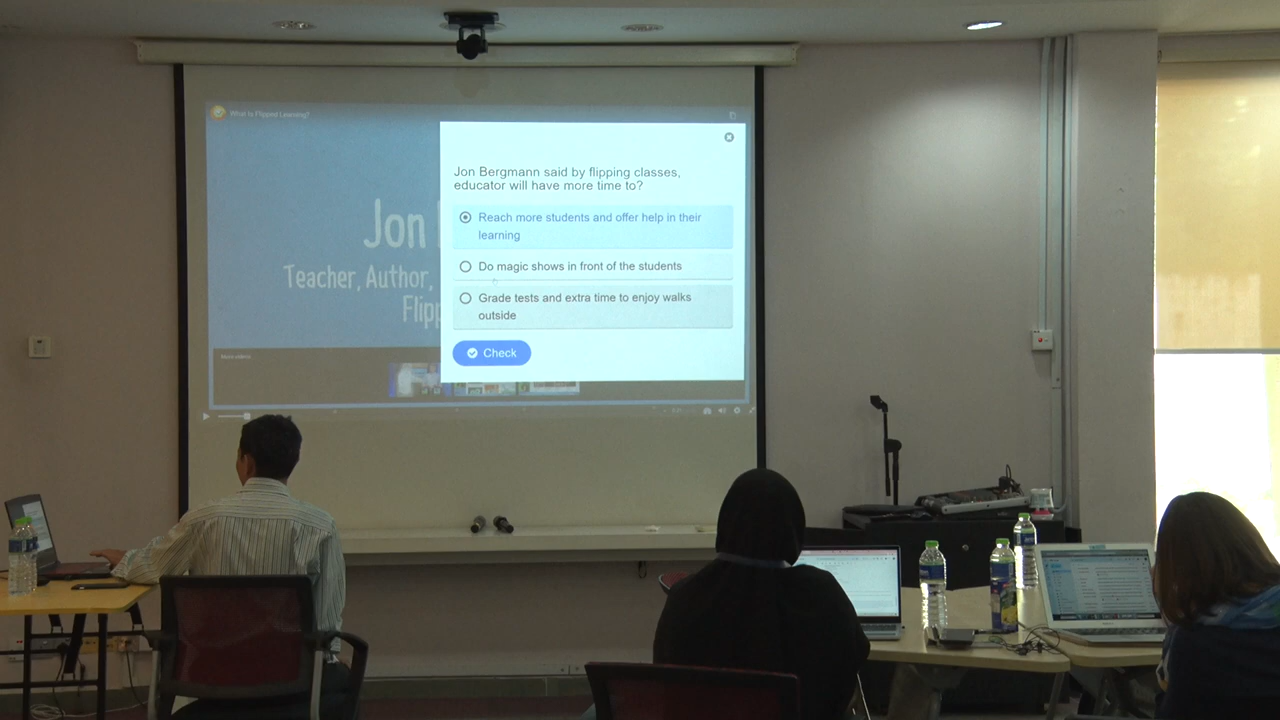 What Is Flipped Learning?
Jon
Teacher, Author,
Flipp
More videos
Jon Bergmann said by flipping classes,
educator will have more time to?
Reach more students and offer help in their
learning
Do magic shows in front of the students
Grade tests and extra time to enjoy walks
outside
Check